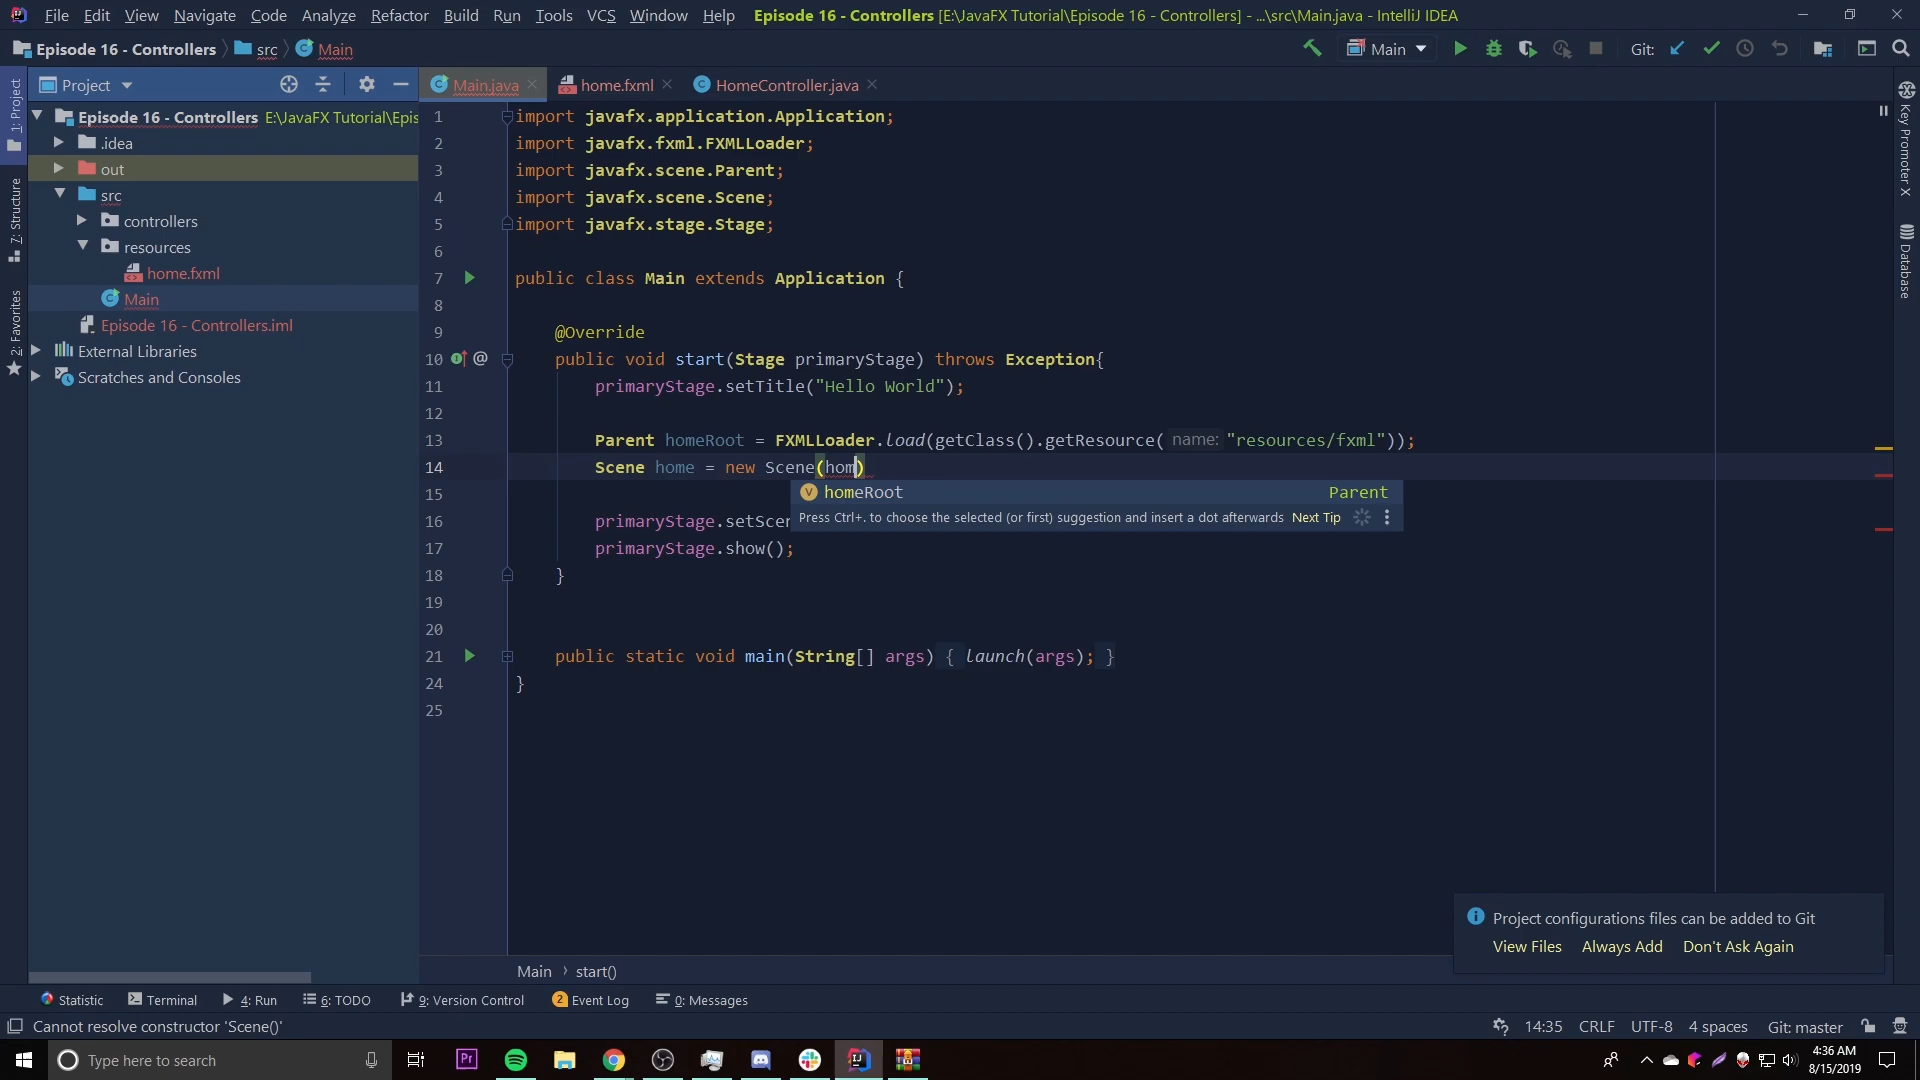 File Edit View Navigate Code Analyze Refactor Build Run Tools VCS Window Help Episode 16 - Controllers [E:\JavaFX Tutorial\Episode 16 - Controllers] - ...\src\Main.java - IntelliJ IDEA
Episode 16 - Controllers src Main Main Git:
Project Main.java home.fxml HomeController.java
1: Project
7: Structure
2: Favorites
Key Promoter X
Database
Episode 16 - Controllers E:\JavaFX Tutorial\Epis
.idea
out
src
controllers
resources
home.fxml
Main
Episode 16 - Controllers.iml
External Libraries
Scratches and Consoles
1 import javafx.application.Application;
2 import javafx.fxml.FXMLLoader;
3 import javafx.scene.Parent;
4 import javafx.scene.Scene;
5 import javafx.stage.Stage;
6
7 public class Main extends Application {
8
9 @Override
10 @ public void start(Stage primaryStage) throws Exception{
11 primaryStage.setTitle("Hello World");
12
13 Parent homeRoot = FXMLLoader.load(getClass().getResource( name: "resources/fxml"));
14 Scene home = new Scene(hom)
homeRoot Parent
15
Press Ctrl+. to choose the selected (or first) suggestion and insert a dot afterwards Next Tip
16 primaryStage.setScen
17 primaryStage.show();
18 }
19
20
21 public static void main(String[] args) { launch(args); }
24 }
25
Project configurations files can be added to Git
View Files Always Add Don't Ask Again
Main › start()
Statistic Terminal 4: Run 6: TODO 9: Version Control 2 Event Log 0: Messages
Cannot resolve constructor 'Scene()' 14:35 CRLF UTF-8 4 spaces Git: master
Type here to search
4:36 AM
8/15/2019